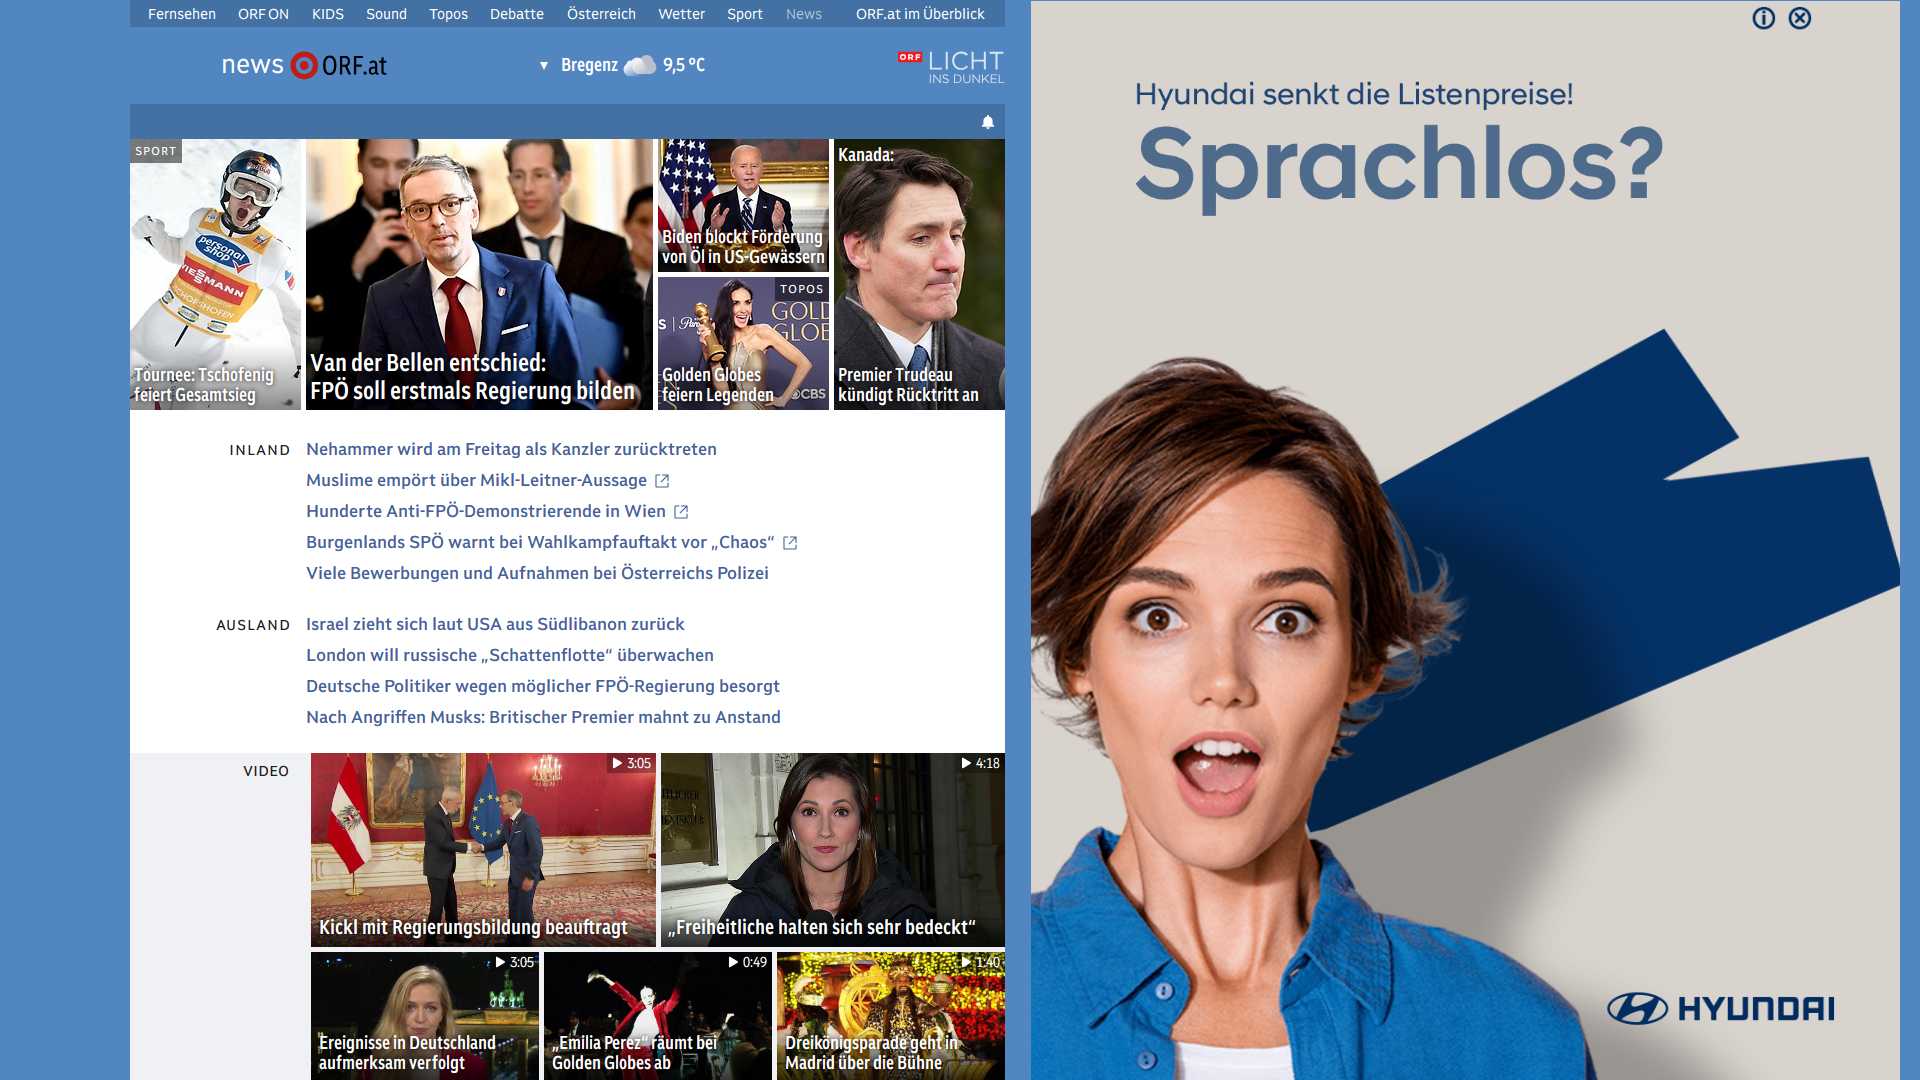 Fernsehen ORF ON KIDS Sound Topos Debatte Österreich Wetter Sport News ORF.at im Überblick
news ORF.at
Bregenz 9,5 °C
ORF LICHT
INS DUNKEL
SPORT
Tournee: Tschofenig
feiert Gesamtsieg
Van der Bellen entschied:
FPÖ soll erstmals Regierung bilden
Biden blockt Förderung
von Öl in US-Gewässern
TOPOS
GOLD
Golden Globes
feiern Legenden
CBS
Kanada:
Premier Trudeau
kündigt Rücktritt an
personal
shop
VIESSMANN
INLAND
Nehammer wird am Freitag als Kanzler zurücktreten
Muslime empört über Mikl-Leitner-Aussage
Hunderte Anti-FPÖ-Demonstrierende in Wien
Burgenlands SPÖ warnt bei Wahlkampfauftakt vor „Chaos“
Viele Bewerbungen und Aufnahmen bei Österreichs Polizei
AUSLAND
Israel zieht sich laut USA aus Südlibanon zurück
London will russische „Schattenflotte“ überwachen
Deutsche Politiker wegen möglicher FPÖ-Regierung besorgt
Nach Angriffen Musks: Britischer Premier mahnt zu Anstand
VIDEO
3:05
Kickl mit Regierungsbildung beauftragt
4:18
„Freiheitliche halten sich sehr bedeckt“
3:05
Ereignisse in Deutschland
aufmerksam verfolgt
0:49
„Emilia Perez“ räumt bei
Golden Globes ab
1:40
Dreikönigsparade geht in
Madrid über die Bühne
Hyundai senkt die Listenpreise!
Sprachlos?
HYUNDAI